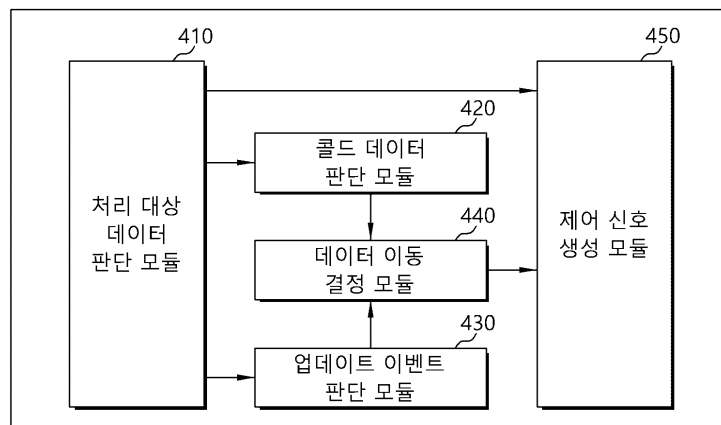 410
처리 대상
데이터
판단 모듈
420
콜드 데이터
판단 모듈
440
데이터 이동
결정 모듈
430
업데이트 이벤트
판단 모듈
450
제어 신호
생성 모듈